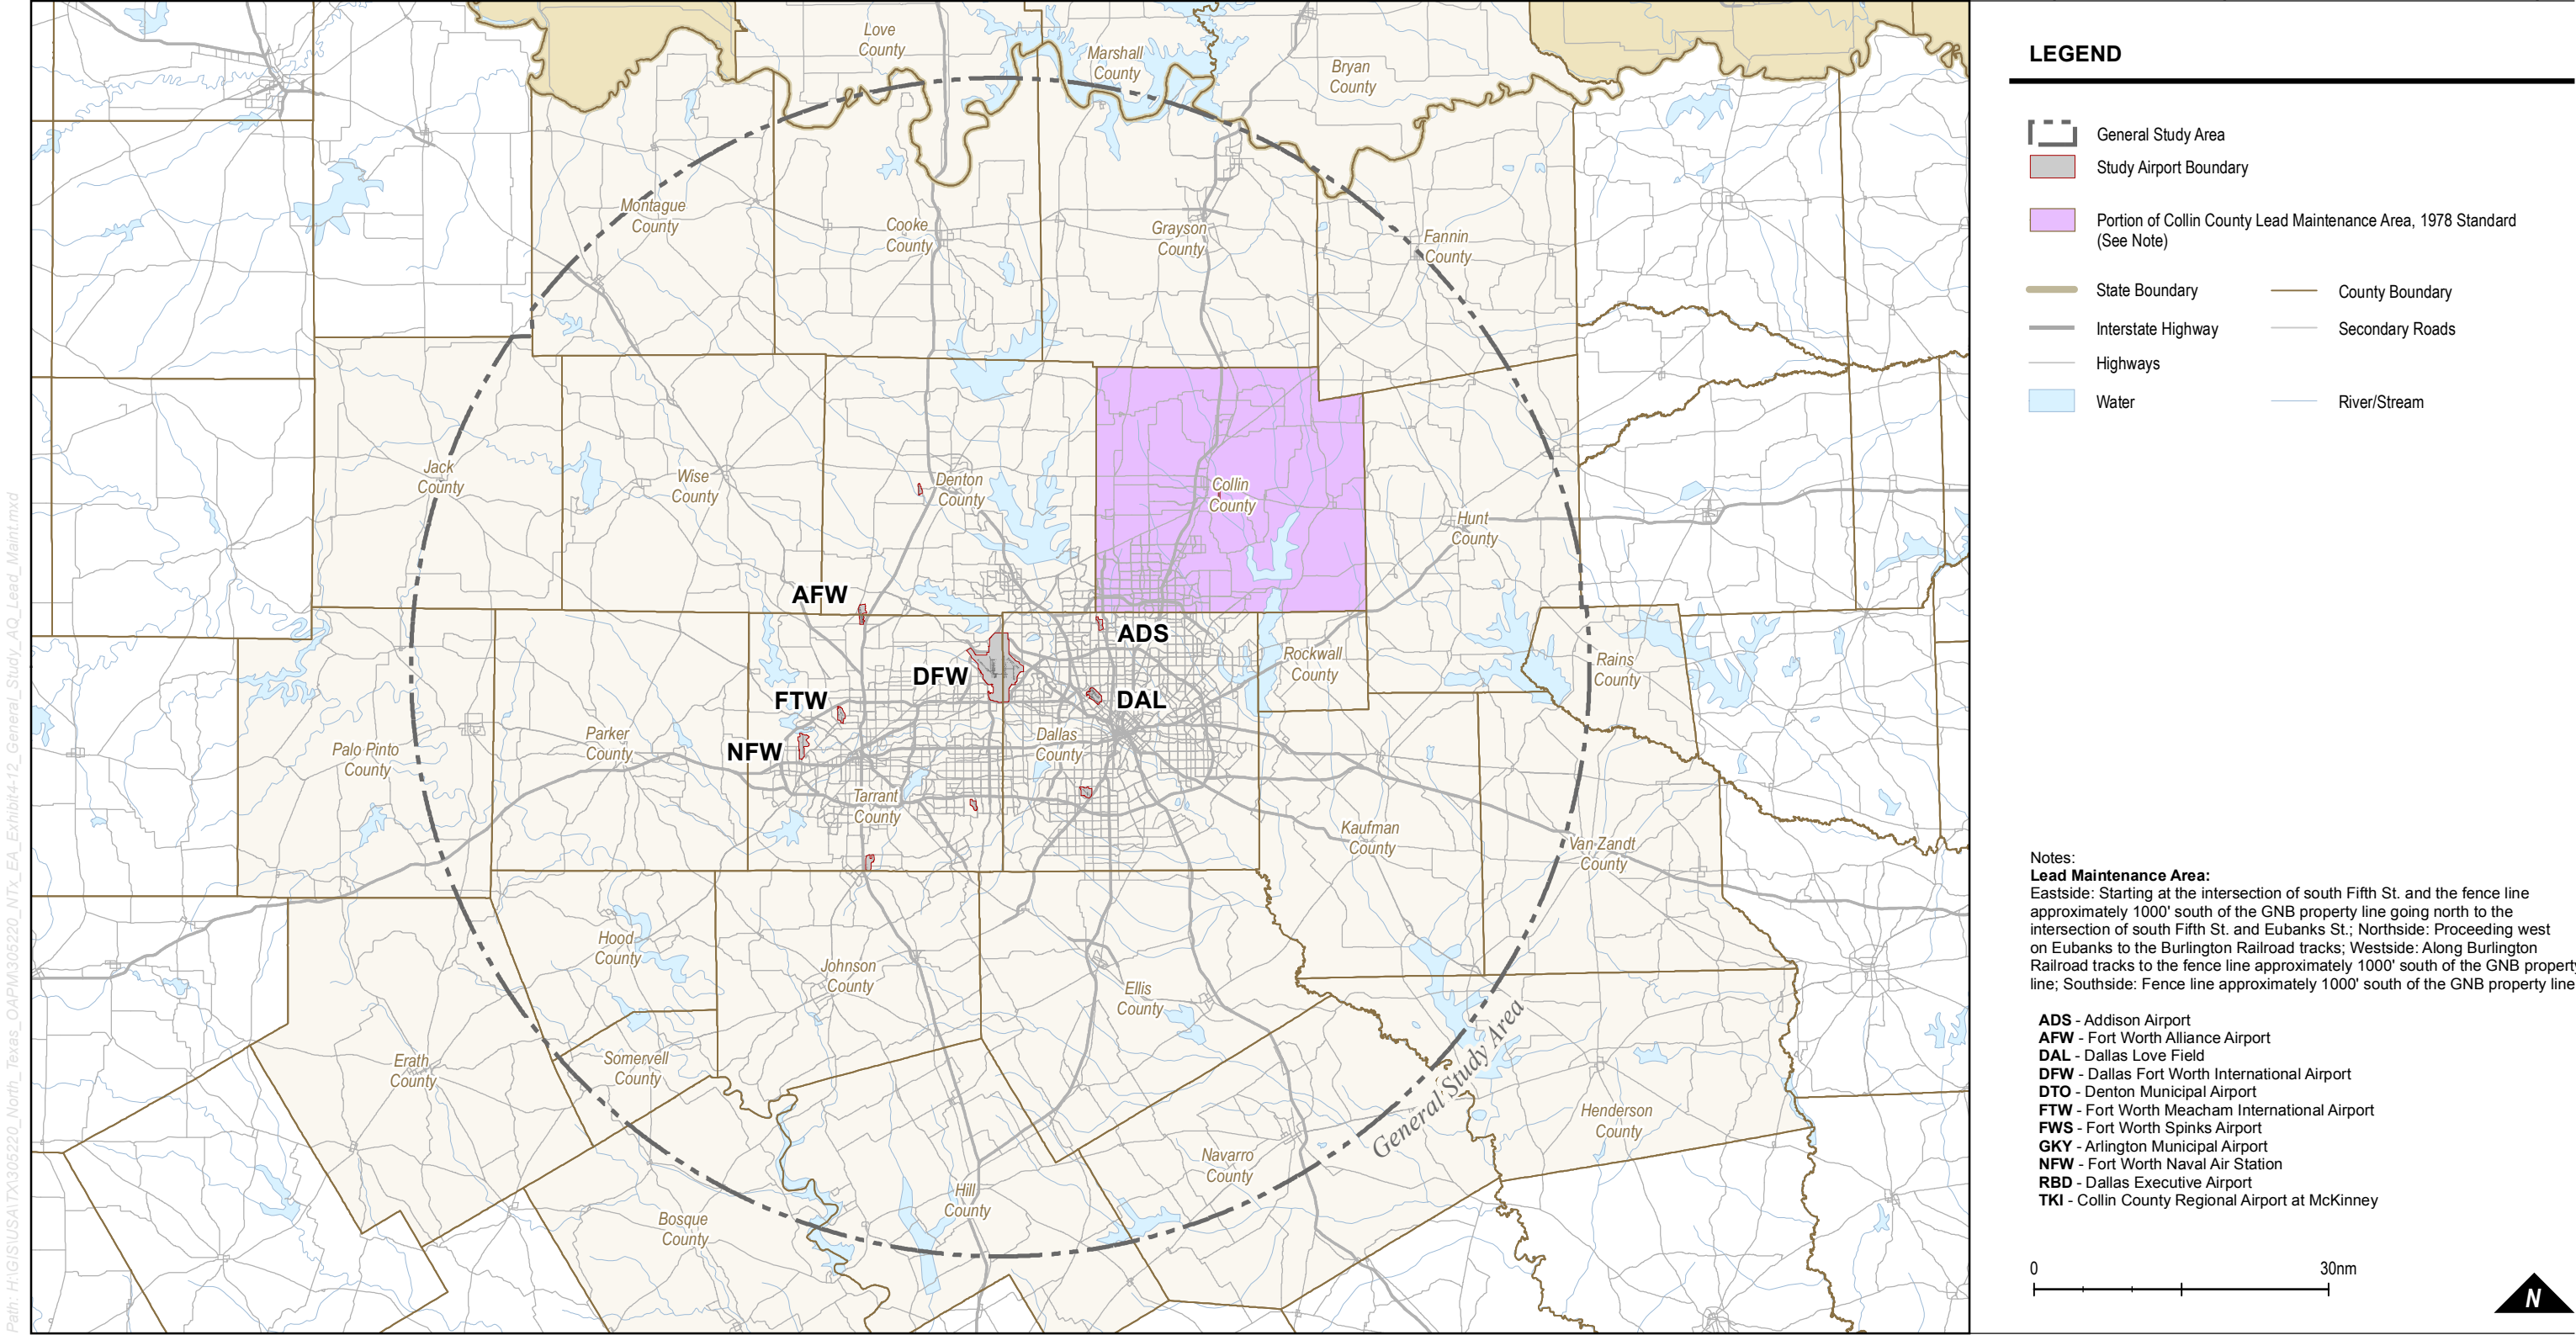 Love
County
Marshall
County
Bryan
County
Montague
County
Cooke
County
Grayson
County
Fannin
County
Jack
County
Wise
County
Denton
County
Collin
County
Hunt
County
AFW
ADS
DFW
FTW
DAL
NFW
Rockwall
County
Rains
County
Palo Pinto
County
Parker
County
Dallas
County
Tarrant
County
Kaufman
County
Van Zandt
County
Hood
County
Johnson
County
Ellis
County
Erath
County
Somervell
County
Henderson
County
Navarro
County
Hill
County
Bosque
County
General Study Area
Path: H:\GIS\USA\TX\305220_North_Texas_OAPM\305220_NTx_EA_Exhibit4-12_General_Study_AQ_Lead_Maint.mxd
LEGEND
General Study Area
Study Airport Boundary
Portion of Collin County Lead Maintenance Area, 1978 Standard
(See Note)
State Boundary
County Boundary
Interstate Highway
Secondary Roads
Highways
Water
River/Stream
Notes:
Lead Maintenance Area:
Eastside: Starting at the intersection of south Fifth St. and the fence line
approximately 1000' south of the GNB property line going north to the
intersection of south Fifth St. and Eubanks St.; Northside: Proceeding west
on Eubanks to the Burlington Railroad tracks; Westside: Along Burlington
Railroad tracks to the fence line approximately 1000' south of the GNB property
line; Southside: Fence line approximately 1000' south of the GNB property line
ADS - Addison Airport
AFW - Fort Worth Alliance Airport
DAL - Dallas Love Field
DFW - Dallas Fort Worth International Airport
DTO - Denton Municipal Airport
FTW - Fort Worth Meacham International Airport
FWS - Fort Worth Spinks Airport
GKY - Arlington Municipal Airport
NFW - Fort Worth Naval Air Station
RBD - Dallas Executive Airport
TKI - Collin County Regional Airport at McKinney
0 30nm
N